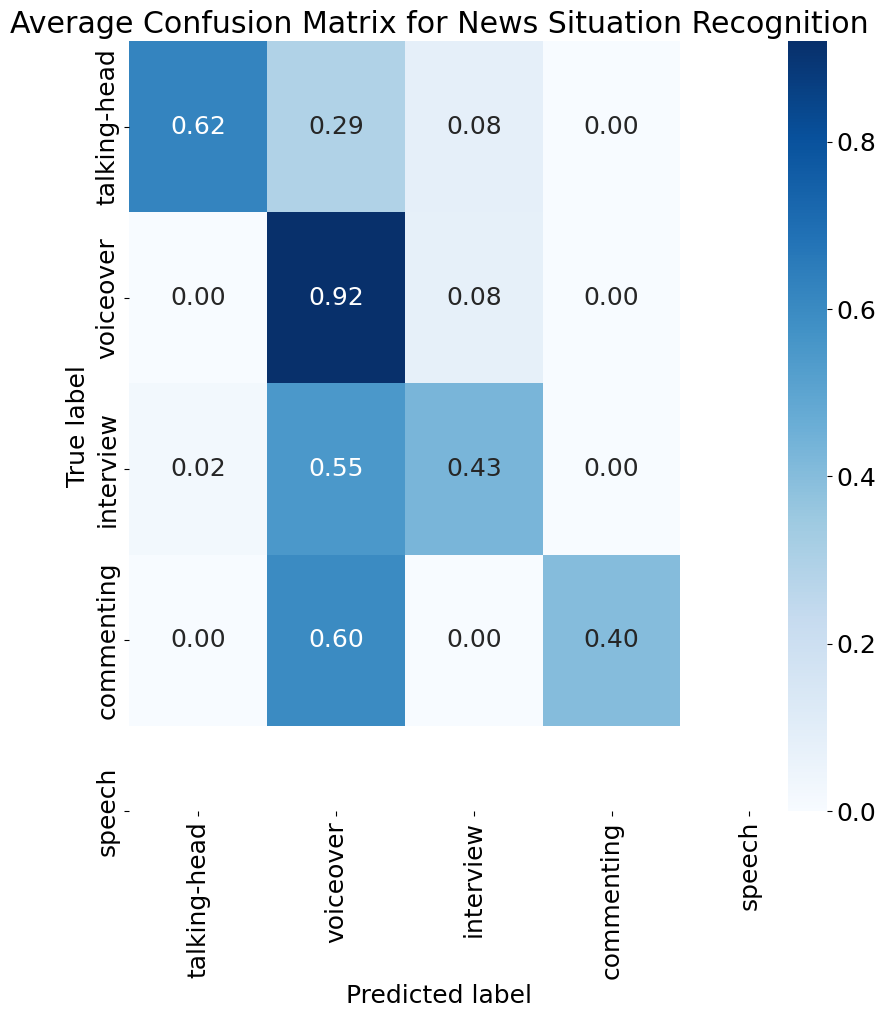 Average Confusion Matrix for News Situation Recognition
talking-head
0.62 0.29 0.08 0.00
voiceover
0.00 0.92 0.08 0.00
interview
0.02 0.55 0.43 0.00
commenting
0.00 0.60 0.00 0.40
speech
True label
talking-head
voiceover
interview
commenting
speech
Predicted label
0.8
0.6
0.4
0.2
0.0